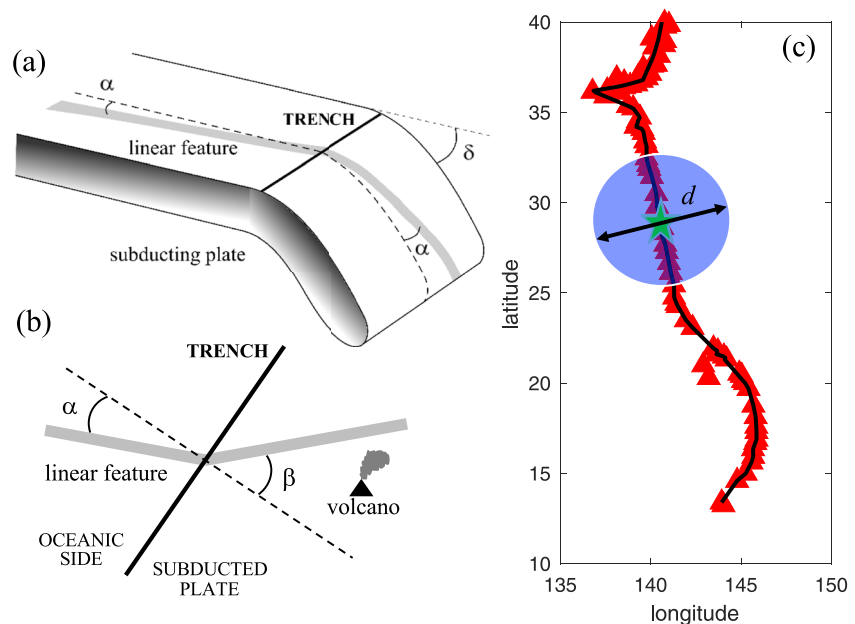 (a)
α
TRENCH
linear feature
δ
α
subducting plate
(b)
TRENCH
α
linear feature
β
volcano
OCEANIC
SIDE
SUBDUCTED
PLATE
(c)
d
40
35
30
25
20
15
10
latitude
135
140
145
150
longitude